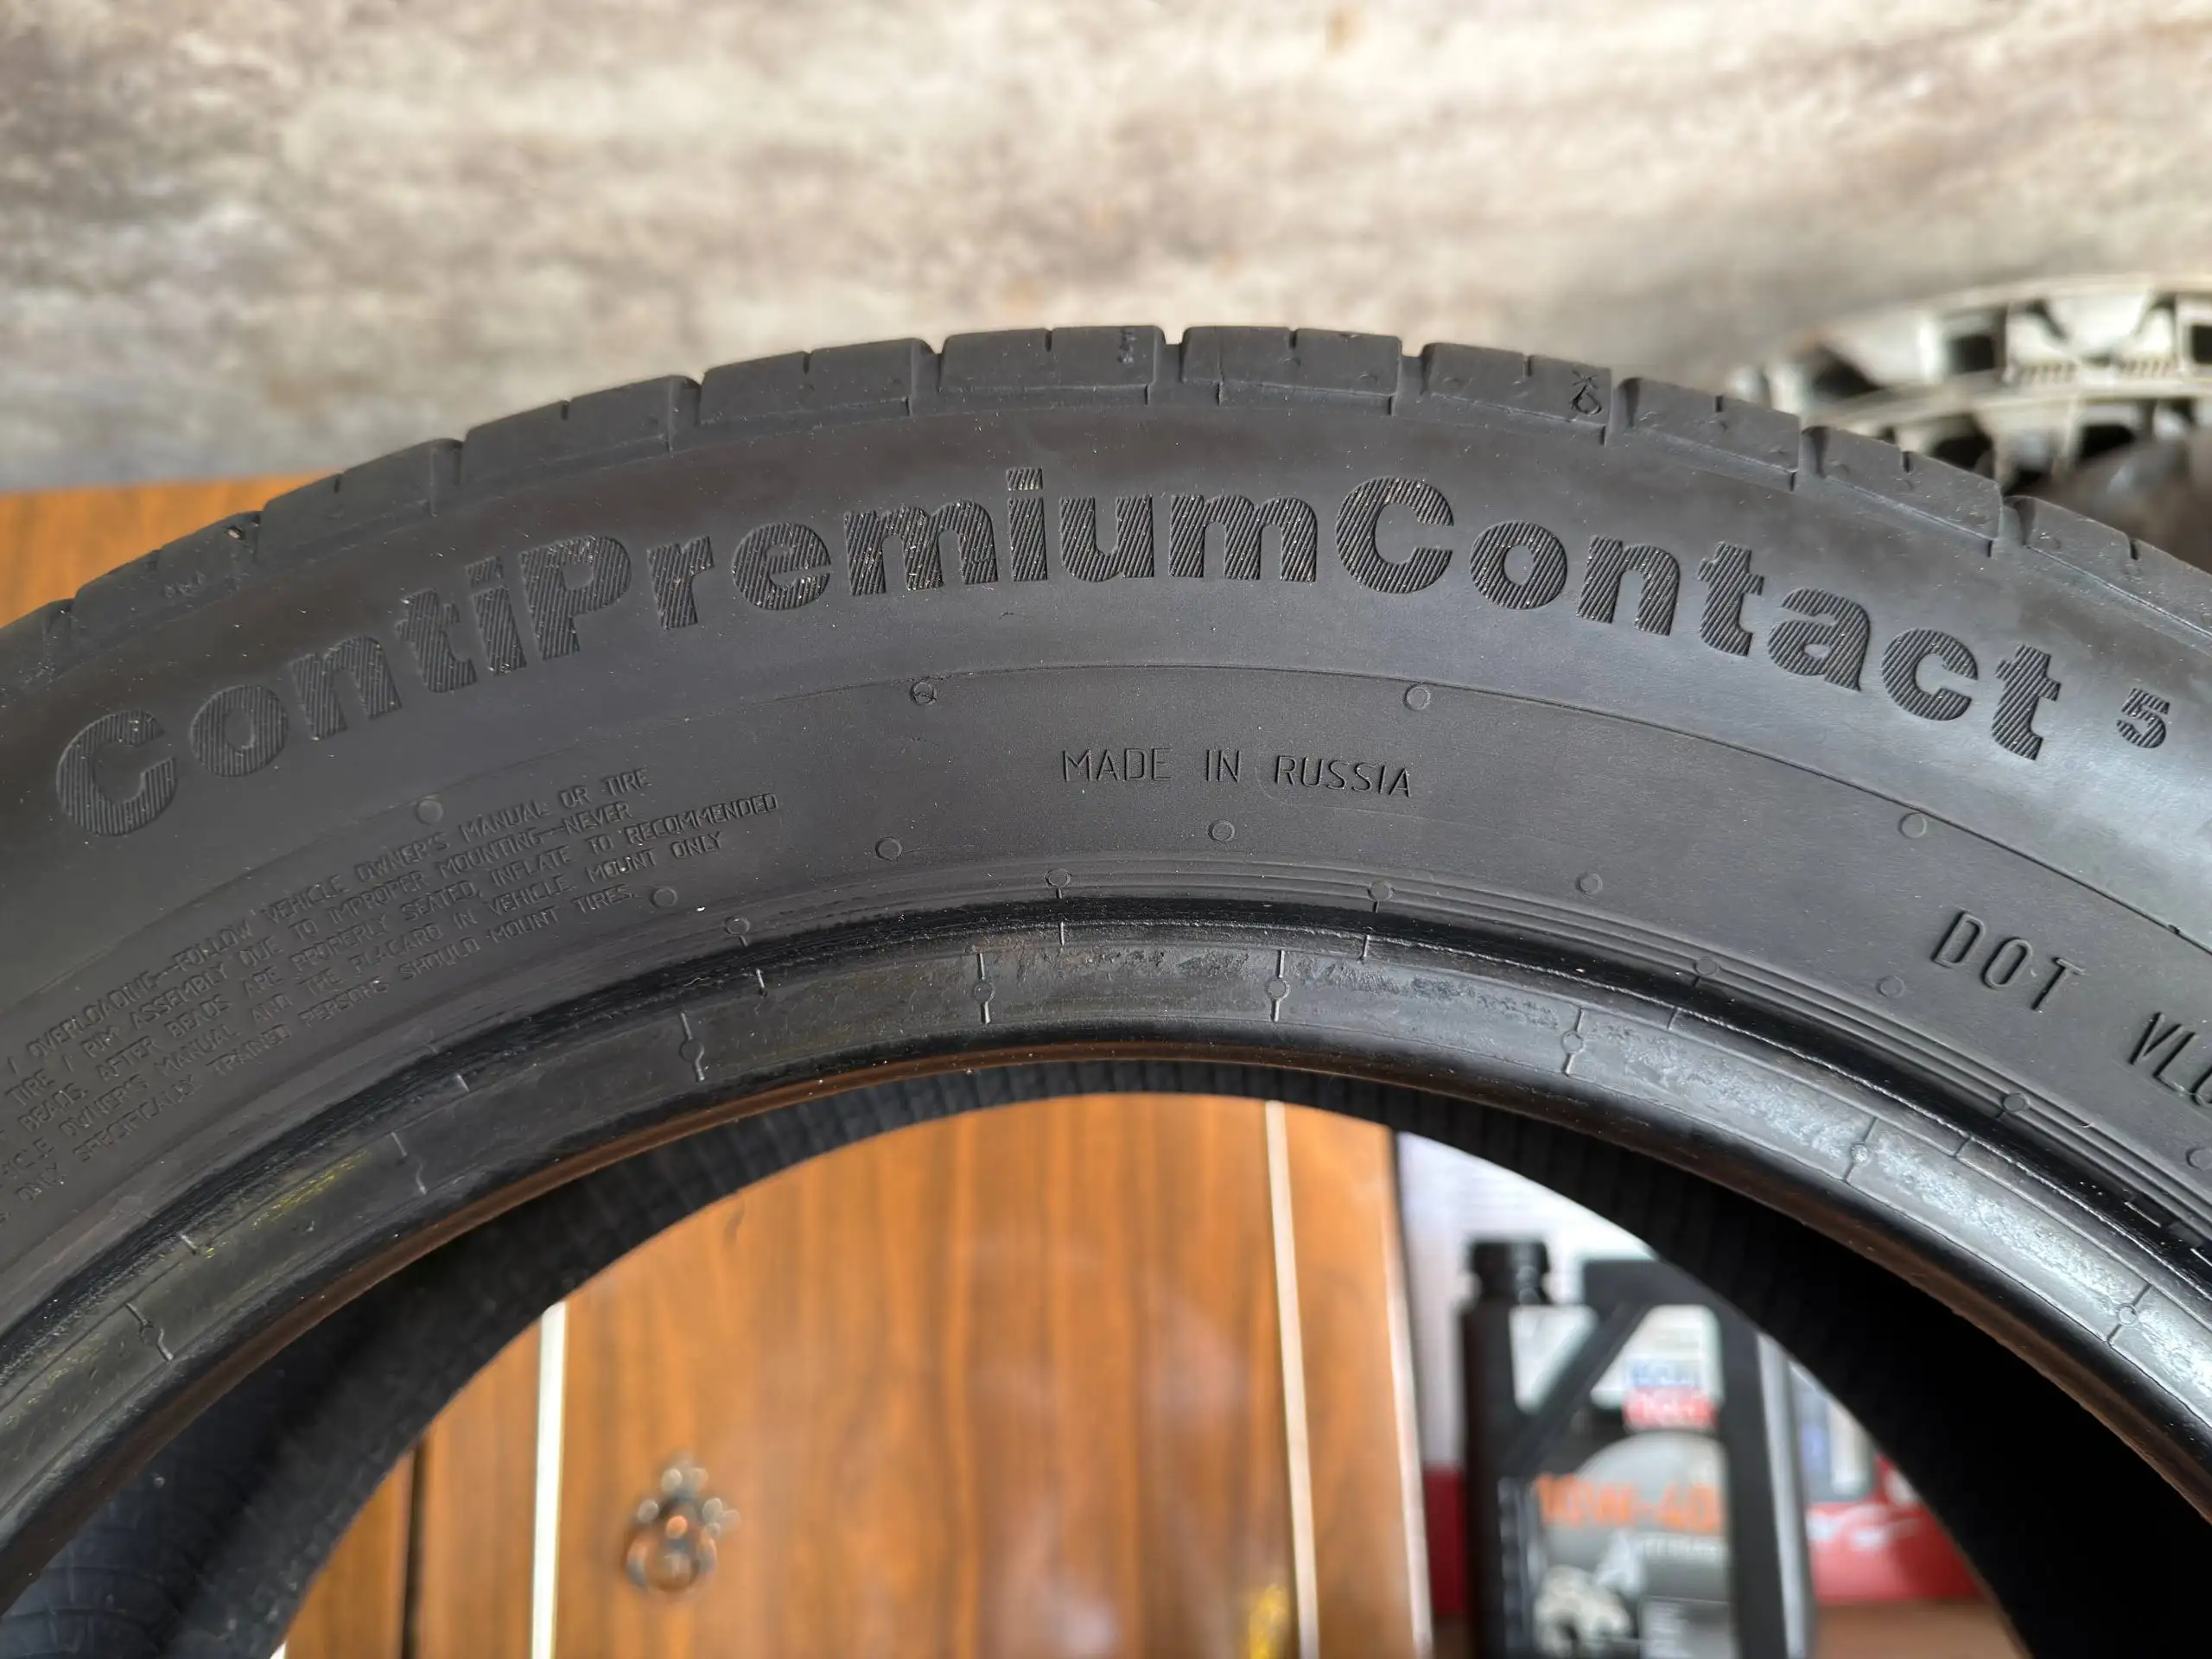 ContiPremiumContact 5
MADE IN RUSSIA
/ OVERLOADING—FOLLOW VEHICLE OWNER'S MANUAL OR TIRE
TIRE / RIM ASSEMBLY DUE TO IMPROPER MOUNTING—NEVER
BEADS. AFTER BEADS ARE PROPERLY SEATED, INFLATE TO RECOMMENDED
OWNER'S MANUAL AND THE PLACARD IN VEHICLE. MOUNT ONLY
ONLY SPECIFICALLY TRAINED PERSONS SHOULD MOUNT TIRES.
DOT VL
10W-40